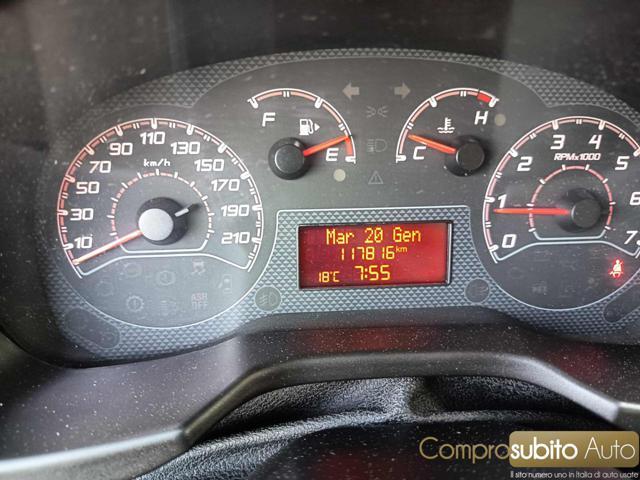 F
E
C
H
10
30
50
70
90
110
130
150
170
190
210
km/h
0
1
2
3
4
5
6
7
RPMx1000
Mar 20 Gen
117816 km
18°C 7:55
ASR
OFF
Comprosubito Auto
Il sito numero uno in Italia di auto usate